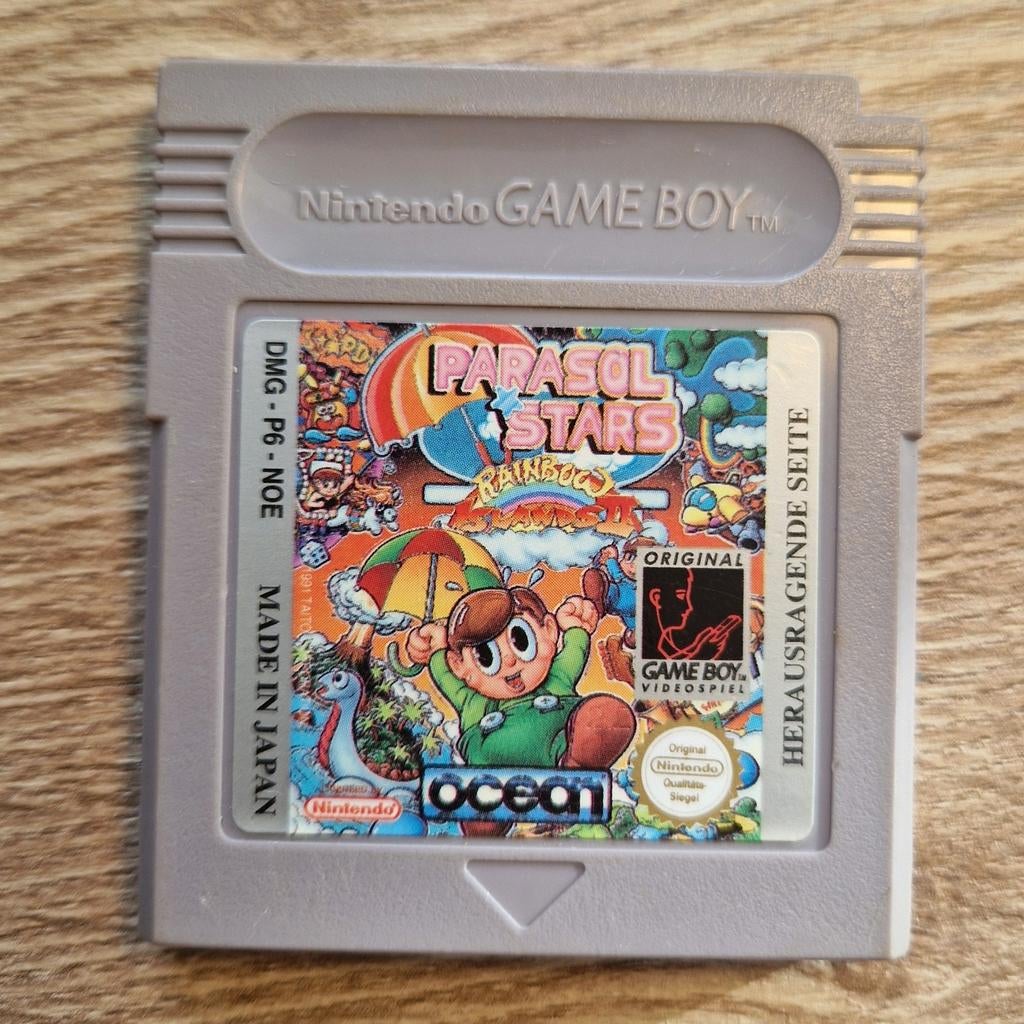 Nintendo GAME BOY™
DMG - P6 - NOE MADE IN JAPAN
PARASOL
STARS
RAINBOW
ISLANDS II
ORIGINAL
GAME BOY™
VIDEOSPIEL
Original
Nintendo
Qualitäts-
Siegel
Nintendo
ocean
HERAUSRAGENDE SEITE